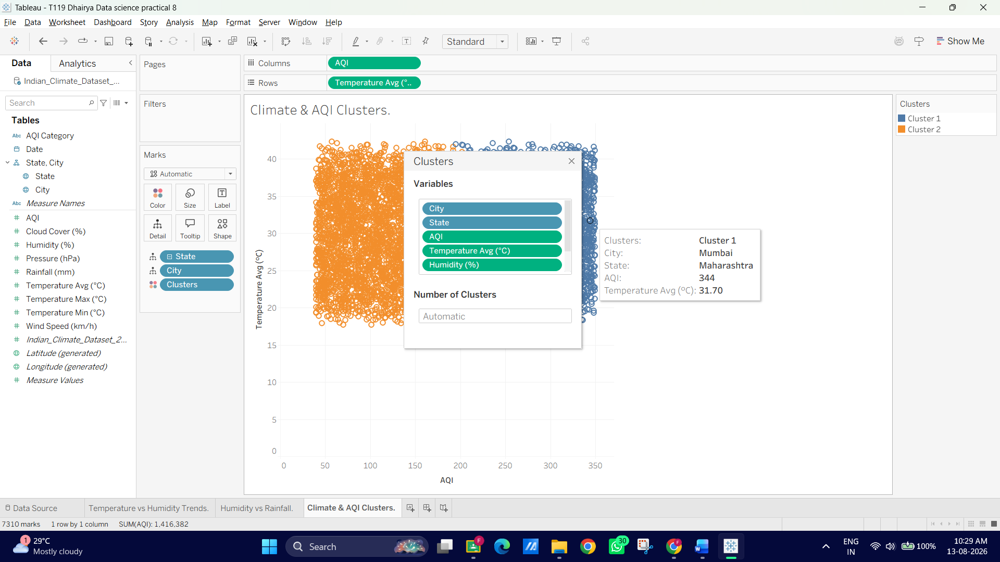 Tableau - T119 Dhairya Data science practical 8
File Data Worksheet Dashboard Story Analysis Map Format Server Window Help
Standard
Show Me
Data Analytics
Indian_Climate_Dataset_...
Search
Tables
Abc AQI Category
Date
State, City
State
City
Abc Measure Names
AQI
Cloud Cover (%)
Humidity (%)
Pressure (hPa)
Rainfall (mm)
Temperature Avg (°C)
Temperature Max (°C)
Temperature Min (°C)
Wind Speed (km/h)
Indian_Climate_Dataset_2...
Latitude (generated)
Longitude (generated)
Measure Values
Pages
Filters
Marks
Automatic
Color Size Label
Detail Tooltip Shape
State
City
Clusters
Columns AQI
Rows Temperature Avg (°..
Climate & AQI Clusters.
Temperature Avg (°C)
40
35
30
25
20
15
10
5
0
0 50 100 150 200 250 300 350
AQI
Clusters
Variables
City
State
AQI
Temperature Avg (°C)
Humidity (%)
Number of Clusters
Automatic
Clusters: Cluster 1
City: Mumbai
State: Maharashtra
AQI: 344
Temperature Avg (°C): 31.70
Clusters
Cluster 1
Cluster 2
Data Source Temperature vs Humidity Trends. Humidity vs Rainfall. Climate & AQI Clusters.
7310 marks 1 row by 1 column SUM(AQI): 1,416,382
1
29°C
Mostly cloudy
Search
F
30
F
W
ENG
IN
100%
10:29 AM
13-08-2026